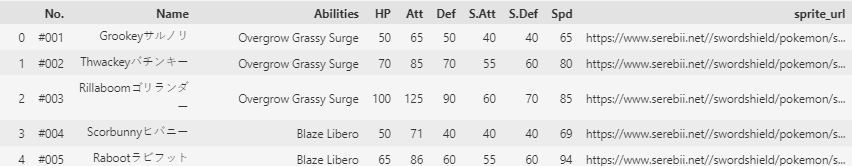 No. Name Abilities HP Att Def S.Att S.Def Spd sprite_url
0 #001 Grookeyサルノリ Overgrow Grassy Surge 50 65 50 40 40 65 https://www.serebii.net//swordshield/pokemon/s...
1 #002 Thwackeyバチンキー Overgrow Grassy Surge 70 85 70 55 60 80 https://www.serebii.net//swordshield/pokemon/s...
2 #003 Rillaboomゴリランダ Overgrow Grassy Surge 100 125 90 60 70 85 https://www.serebii.net//swordshield/pokemon/s...
ー
3 #004 Scorbunnyヒバニー Blaze Libero 50 71 40 40 40 69 https://www.serebii.net//swordshield/pokemon/s...
4 #005 Rabootラビフット Blaze Libero 65 86 60 55 60 94 https://www.serebii.net//swordshield/pokemon/s...